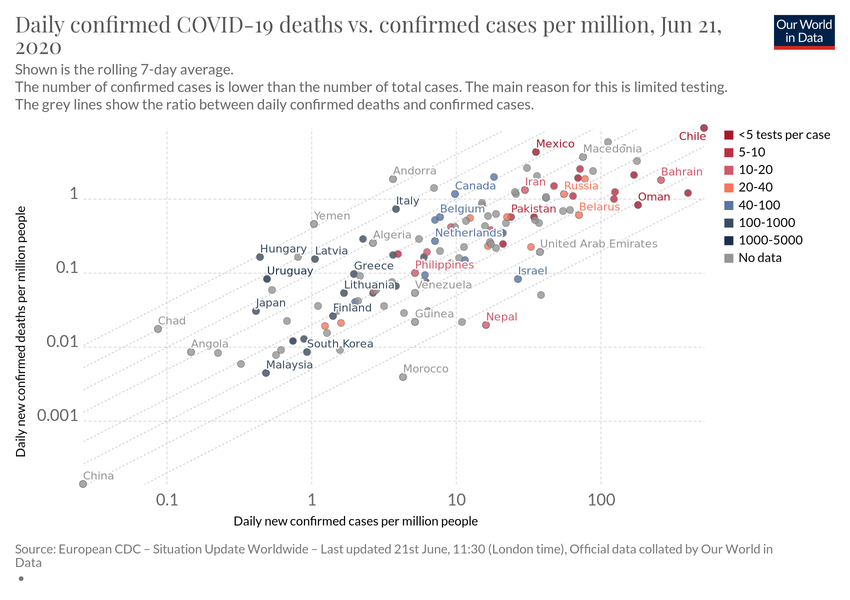 Daily confirmed COVID-19 deaths vs. confirmed cases per million, Jun 21,
2020
Our World
in Data
Shown is the rolling 7-day average.
The number of confirmed cases is lower than the number of total cases. The main reason for this is limited testing.
The grey lines show the ratio between daily confirmed deaths and confirmed cases.
Daily new confirmed deaths per million people
1
0.1
0.01
0.001
Chile
Mexico
Macedonia
Andorra
Bahrain
Iran
Russia
Canada
Oman
Italy
Belgium
Pakistan
Belarus
Yemen
Algeria
Netherlands
United Arab Emirates
Hungary
Latvia
Greece
Philippines
Israel
Uruguay
Lithuania
Venezuela
Japan
Finland
Guinea
Nepal
Chad
Angola
South Korea
Malaysia
Morocco
China
0.1
1
10
100
Daily new confirmed cases per million people
<5 tests per case
5-10
10-20
20-40
40-100
100-1000
1000-5000
No data
Source: European CDC – Situation Update Worldwide – Last updated 21st June, 11:30 (London time), Official data collated by Our World in
Data